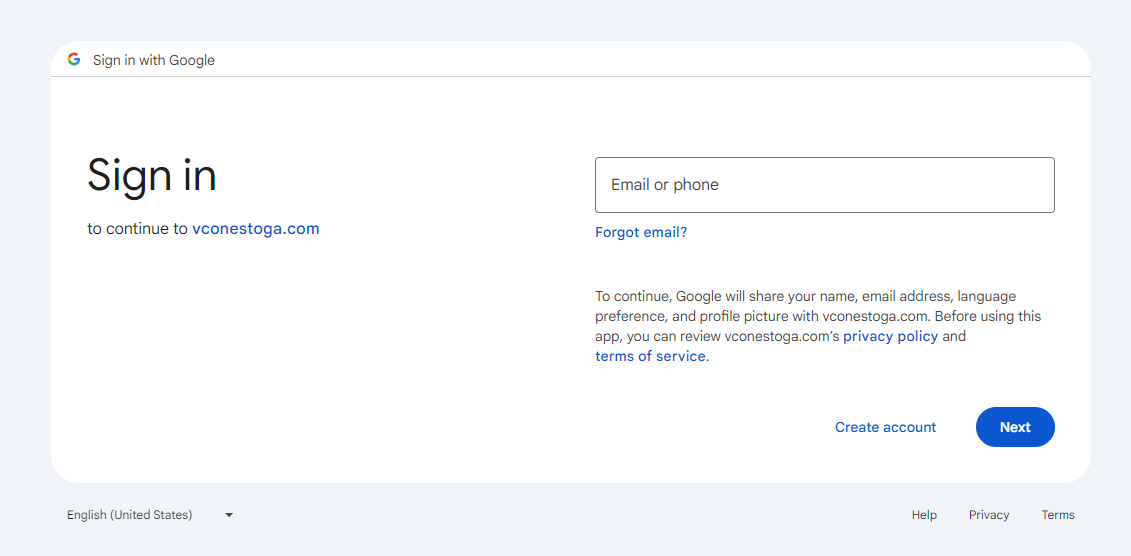 Sign in with Google
Sign in
to continue to vconestoga.com
Email or phone
Forgot email?
To continue, Google will share your name, email address, language
preference, and profile picture with vconestoga.com. Before using this
app, you can review vconestoga.com’s privacy policy and
terms of service.
Create account
Next
English (United States)
Help
Privacy
Terms